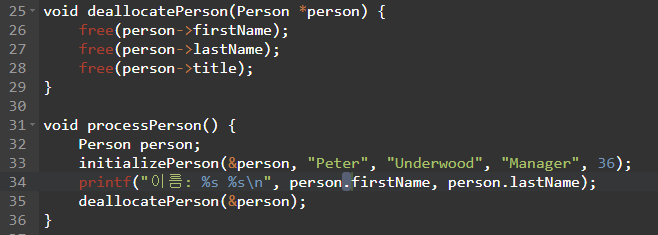 25 void deallocatePerson(Person *person) {
26     free(person->firstName);
27     free(person->lastName);
28     free(person->title);
29 }
30
31 void processPerson() {
32     Person person;
33     initializePerson(&person, "Peter", "Underwood", "Manager", 36);
34     printf("이름: %s %s\n", person.firstName, person.lastName);
35     deallocatePerson(&person);
36 }